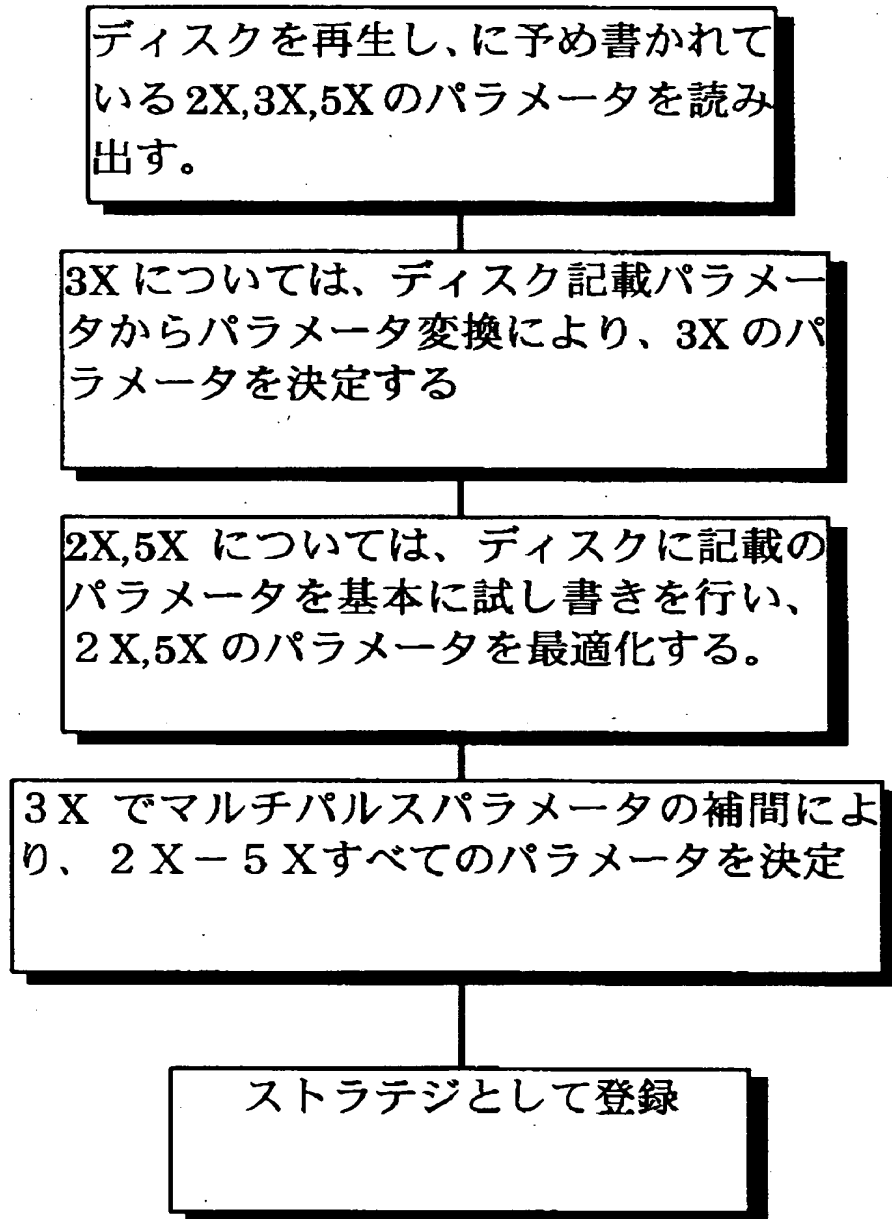 ディスクを再生し、に予め書かれて
いる2X,3X,5Xのパラメータを読み
出す。
3Xについては、ディスク記載パラメー
タからパラメータ変換により、3Xのパ
ラメータを決定する
2X,5X については、ディスクに記載の
パラメータを基本に試し書きを行い、
２X,5Xのパラメータを最適化する。
３X でマルチパルスパラメータの補間によ
り、２X－５Xすべてのパラメータを決定
ストラテジとして登録